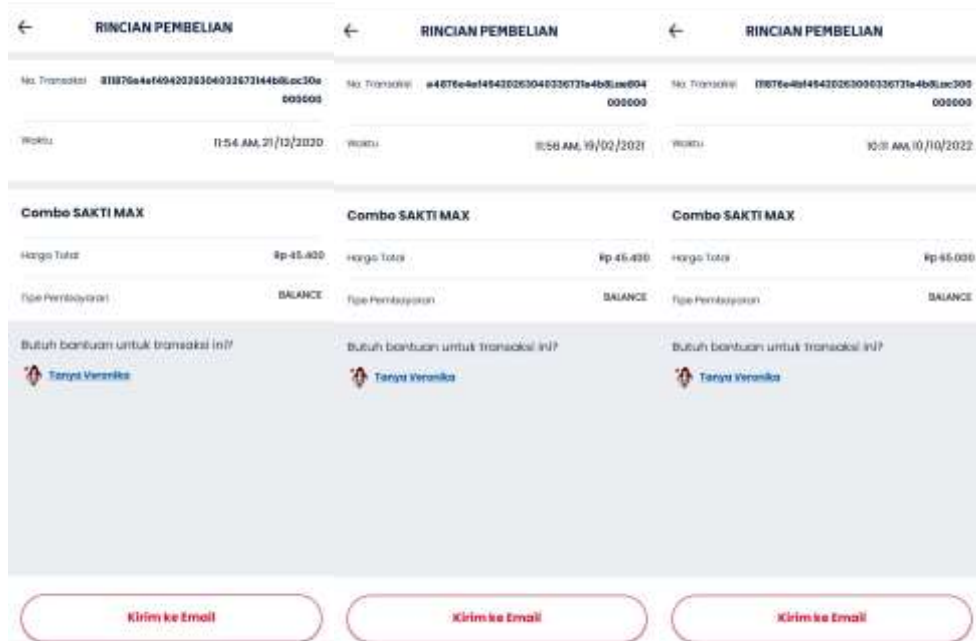 RINCIAN PEMBELIAN
No. Transaksi
000000
Waktu 11:54 AM, 21/12/2020
Combo SAKTI MAX
Harga Total Rp 45.400
Tipe Pembayaran BALANCE
Butuh bantuan untuk transaksi ini?
Tanya Veronika
Kirim ke Email
RINCIAN PEMBELIAN
No. Transaksi
000000
Waktu 11:56 AM, 19/02/2021
Combo SAKTI MAX
Harga Total Rp 45.400
Tipe Pembayaran BALANCE
Butuh bantuan untuk transaksi ini?
Tanya Veronika
Kirim ke Email
RINCIAN PEMBELIAN
No. Transaksi
000000
Waktu 10:11 AM, 10/10/2022
Combo SAKTI MAX
Harga Total Rp 65.000
Tipe Pembayaran BALANCE
Butuh bantuan untuk transaksi ini?
Tanya Veronika
Kirim ke Email